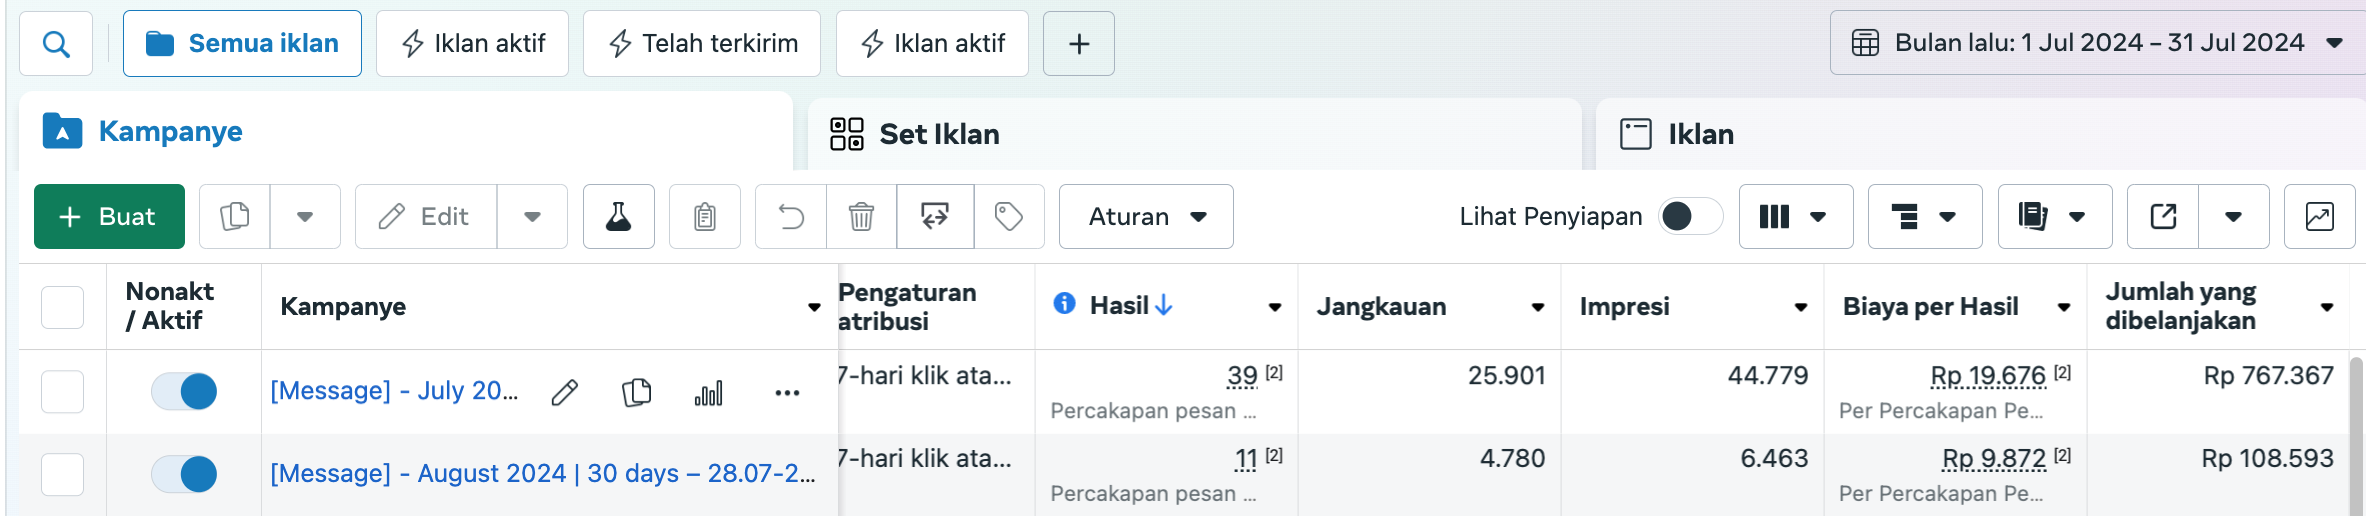 Semua iklan
Iklan aktif
Telah terkirim
Iklan aktif
Bulan lalu: 1 Jul 2024 – 31 Jul 2024
Kampanye
Set Iklan
Iklan
+ Buat
Edit
Aturan
Lihat Penyiapan
Nonakt
/ Aktif
Kampanye
Pengaturan
atribusi
Hasil ↓
Jangkauan
Impresi
Biaya per Hasil
Jumlah yang
dibelanjakan
[Message] - July 20...
7-hari klik ata...
39 [2]
Percakapan pesan ...
25.901
44.779
Rp 19.676 [2]
Per Percakapan Pe...
Rp 767.367
[Message] - August 2024 | 30 days – 28.07-2...
7-hari klik ata...
11 [2]
Percakapan pesan ...
4.780
6.463
Rp 9.872 [2]
Per Percakapan Pe...
Rp 108.593